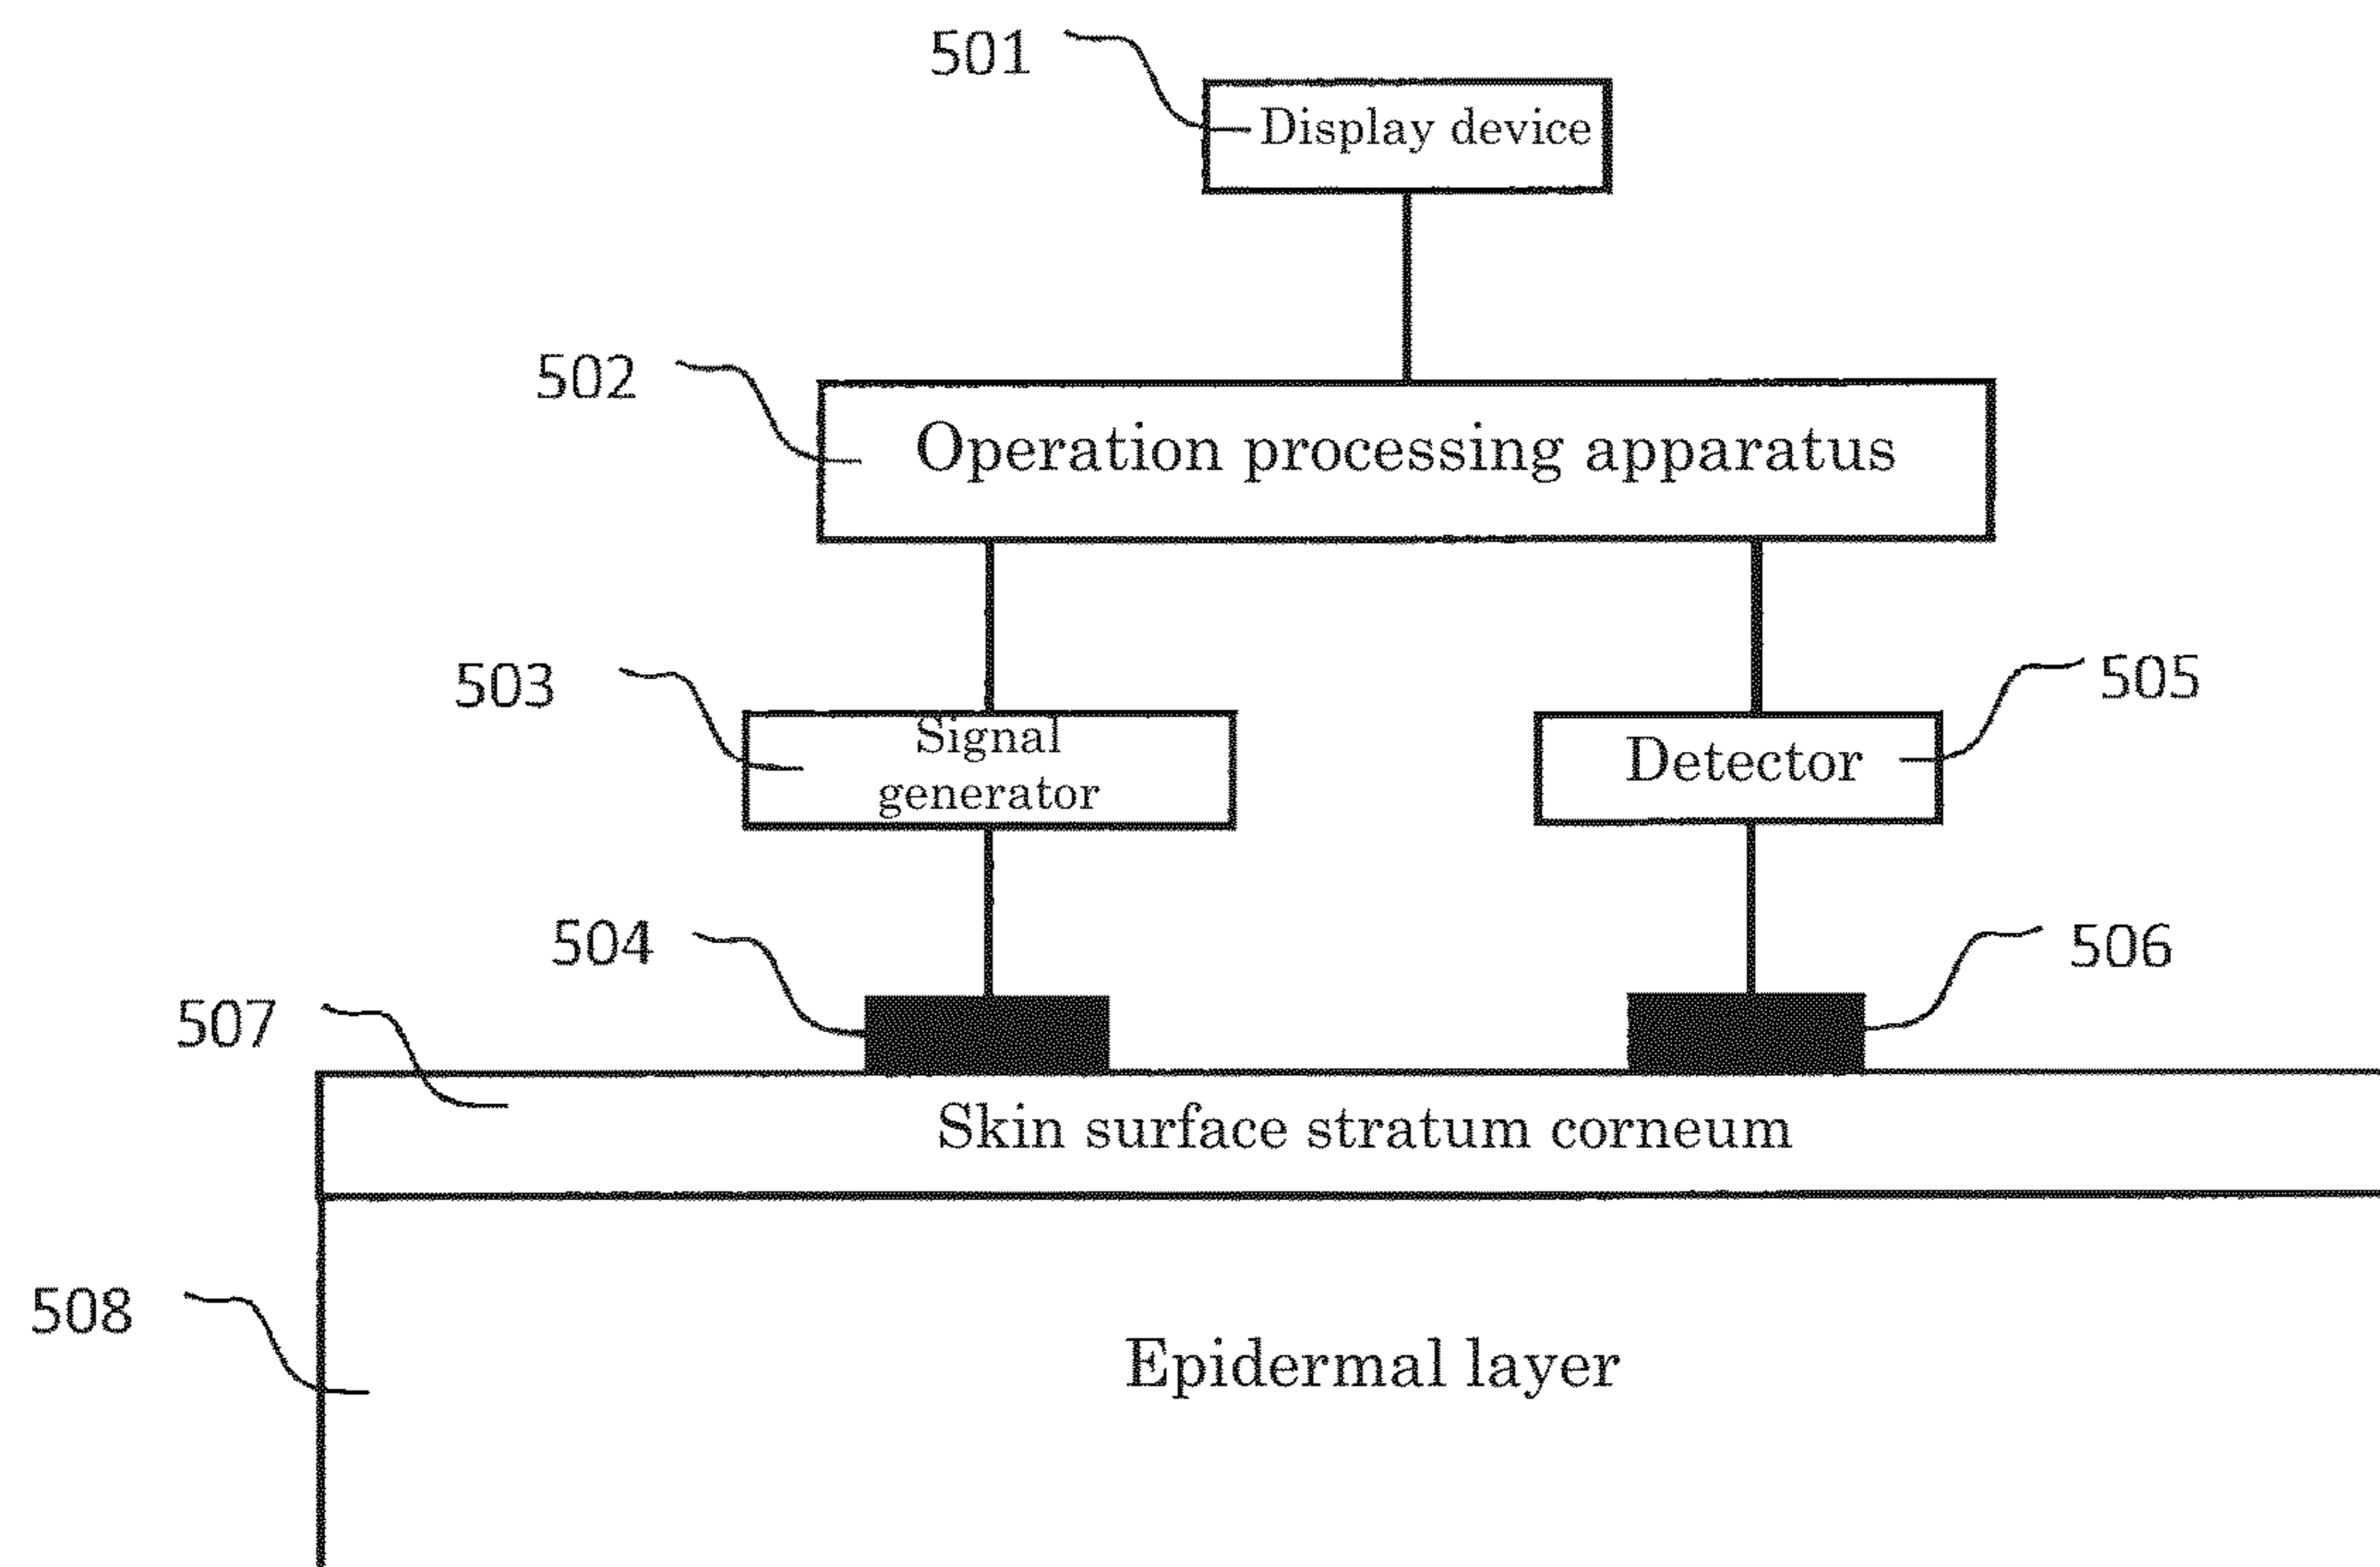 501
Display device
502
Operation processing apparatus
503
Signal
generator
505
Detector
504
506
507
Skin surface stratum corneum
508
Epidermal layer